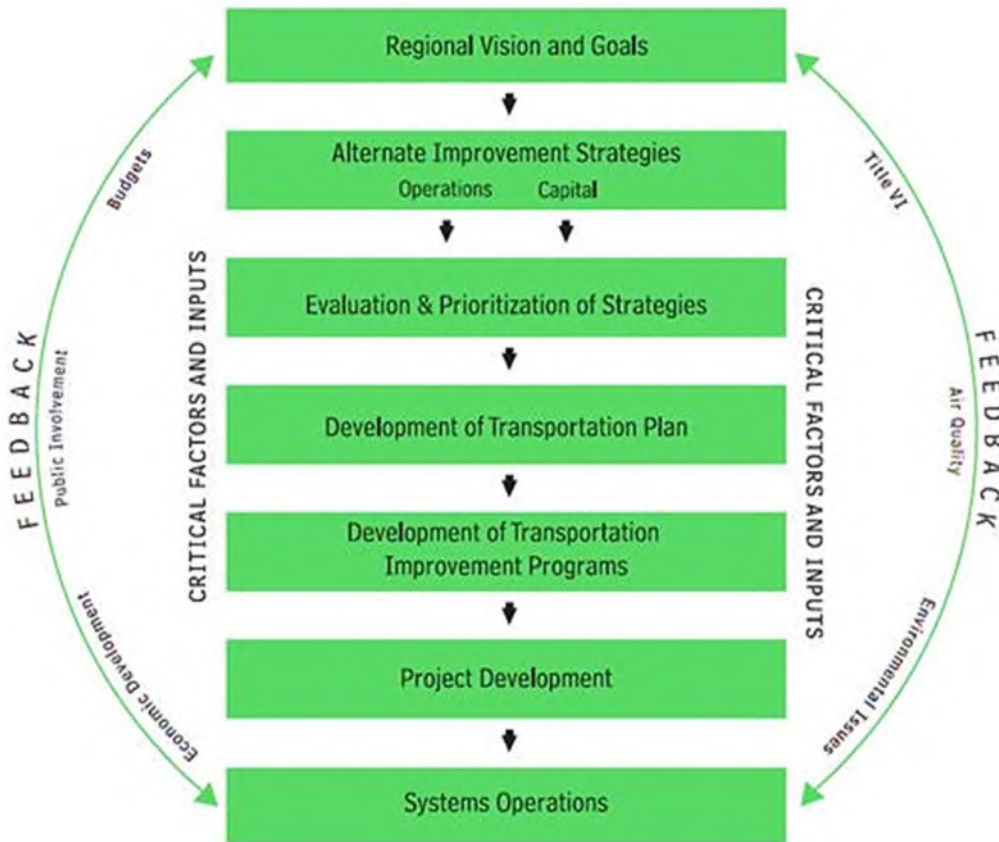 Regional Vision and Goals
Alternate Improvement Strategies
Operations Capital
Evaluation & Prioritization of Strategies
Development of Transportation Plan
Development of Transportation
Improvement Programs
Project Development
Systems Operations
FEEDBACK
Budgets
Public Involvement
Economic Development
CRITICAL FACTORS AND INPUTS
CRITICAL FACTORS AND INPUTS
Title VI
Air Quality
Environmental Issues
FEEDBACK